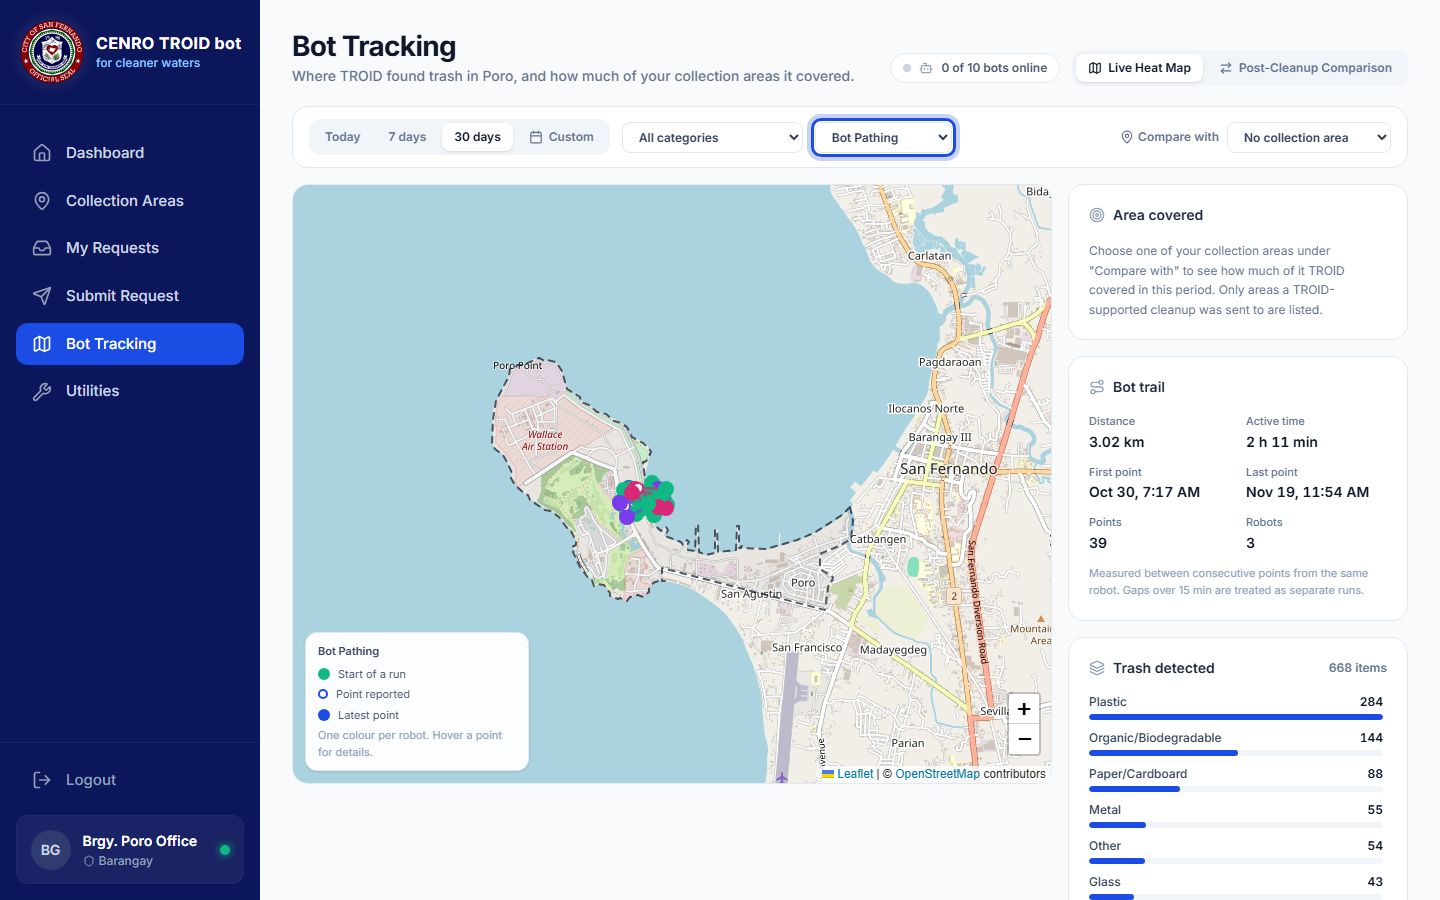 CITY OF SAN FERNANDO
OFFICIAL SEAL
CENRO TROID bot
for cleaner waters
Dashboard
Collection Areas
My Requests
Submit Request
Bot Tracking
Utilities
Logout
BG
Brgy. Poro Office
Barangay
Bot Tracking
Where TROID found trash in Poro, and how much of your collection areas it covered.
0 of 10 bots online
Live Heat Map
Post-Cleanup Comparison
Today
7 days
30 days
Custom
All categories
Bot Pathing
Compare with
No collection area
Carlatan
Pagdaraoan
Poro Point
Ilocanos Norte
Wallace
Air Station
Barangay III
San Fernando
Catbangen
San Fernando Diversion Road
Poro
San Agustin
2
Mountain
Area
San Francisco
Madayegdeg
Parian
Bot Pathing
Start of a run
Point reported
Latest point
One colour per robot. Hover a point
for details.
+
−
Leaflet | © OpenStreetMap contributors
Area covered
Choose one of your collection areas under
"Compare with" to see how much of it TROID
covered in this period. Only areas a TROID-
supported cleanup was sent to are listed.
Bot trail
Distance
Active time
3.02 km
2 h 11 min
First point
Last point
Oct 30, 7:17 AM
Nov 19, 11:54 AM
Points
Robots
39
3
Measured between consecutive points from the same
robot. Gaps over 15 min are treated as separate runs.
Trash detected
668 items
Plastic
284
Organic/Biodegradable
144
Paper/Cardboard
88
Metal
55
Other
54
Glass
43